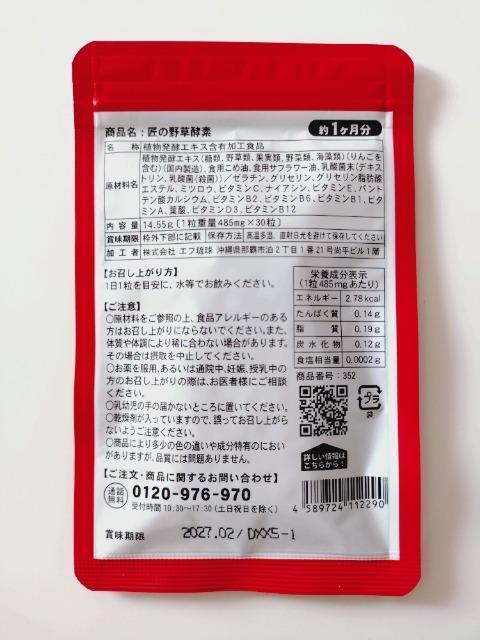 商品名：匠の野草酵素
約1ヶ月分
名　称 植物発酵エキス含有加工食品
原材料名 植物発酵エキス(糖類、野草類、果実類、野菜類、海藻類)(りんごを
含む)(国内製造)、食用こめ油、食用サフラワー油、乳酸菌末(デキス
トリン、乳酸菌(殺菌))／ゼラチン、グリセリン、グリセリン脂肪酸
エステル、ミツロウ、ビタミンC、ナイアシン、ビタミンE、パント
テン酸カルシウム、ビタミンB2、ビタミンB6、ビタミンB1、ビタミ
ンA、葉酸、ビタミンD3、ビタミンB12
内容量 14.55g[1粒重量485mg×30粒]
賞味期限 枠外下部に記載 保存方法 高温多湿、直射日光を避けて保存してください
加工者 株式会社 エフ琉球 沖縄県那覇市泊2丁目1番21号尚平ビル1階
【お召し上がり方】
1日1粒を目安に、水等でお飲みください。
【ご注意】
○原材料をご参照の上、食品アレルギーのある
方はお召し上がりにならないでください。また、
体質や体調により稀に合わない場合があります。
その場合は摂取を中止してください。
○お薬を服用、あるいは通院中、妊娠、授乳中の
方のお召し上がりの際は、お医者様にご相談
ください。
○乳幼児の手の届かないところに置いてください。
○乾燥剤が入っていますので、誤ってお召し上がら
ないようご注意ください。
○商品により多少の色の違いや成分特有のにおい
がありますが、品質には問題ありません。
栄養成分表示
(1粒485mgあたり)
エネルギー 2.78kcal
たんぱく質 0.14g
脂質 0.19g
炭水化物 0.12g
食塩相当量 0.0002g
商品番号：352
プラ
袋
詳しい情報は
こちらから！
【ご注文・商品に関するお問い合わせ】
通話無料 0120-976-970
受付時間 10:30〜17:30(土日祝日を除く)
4 589724 112290
賞味期限 2027.02/DXX5-1